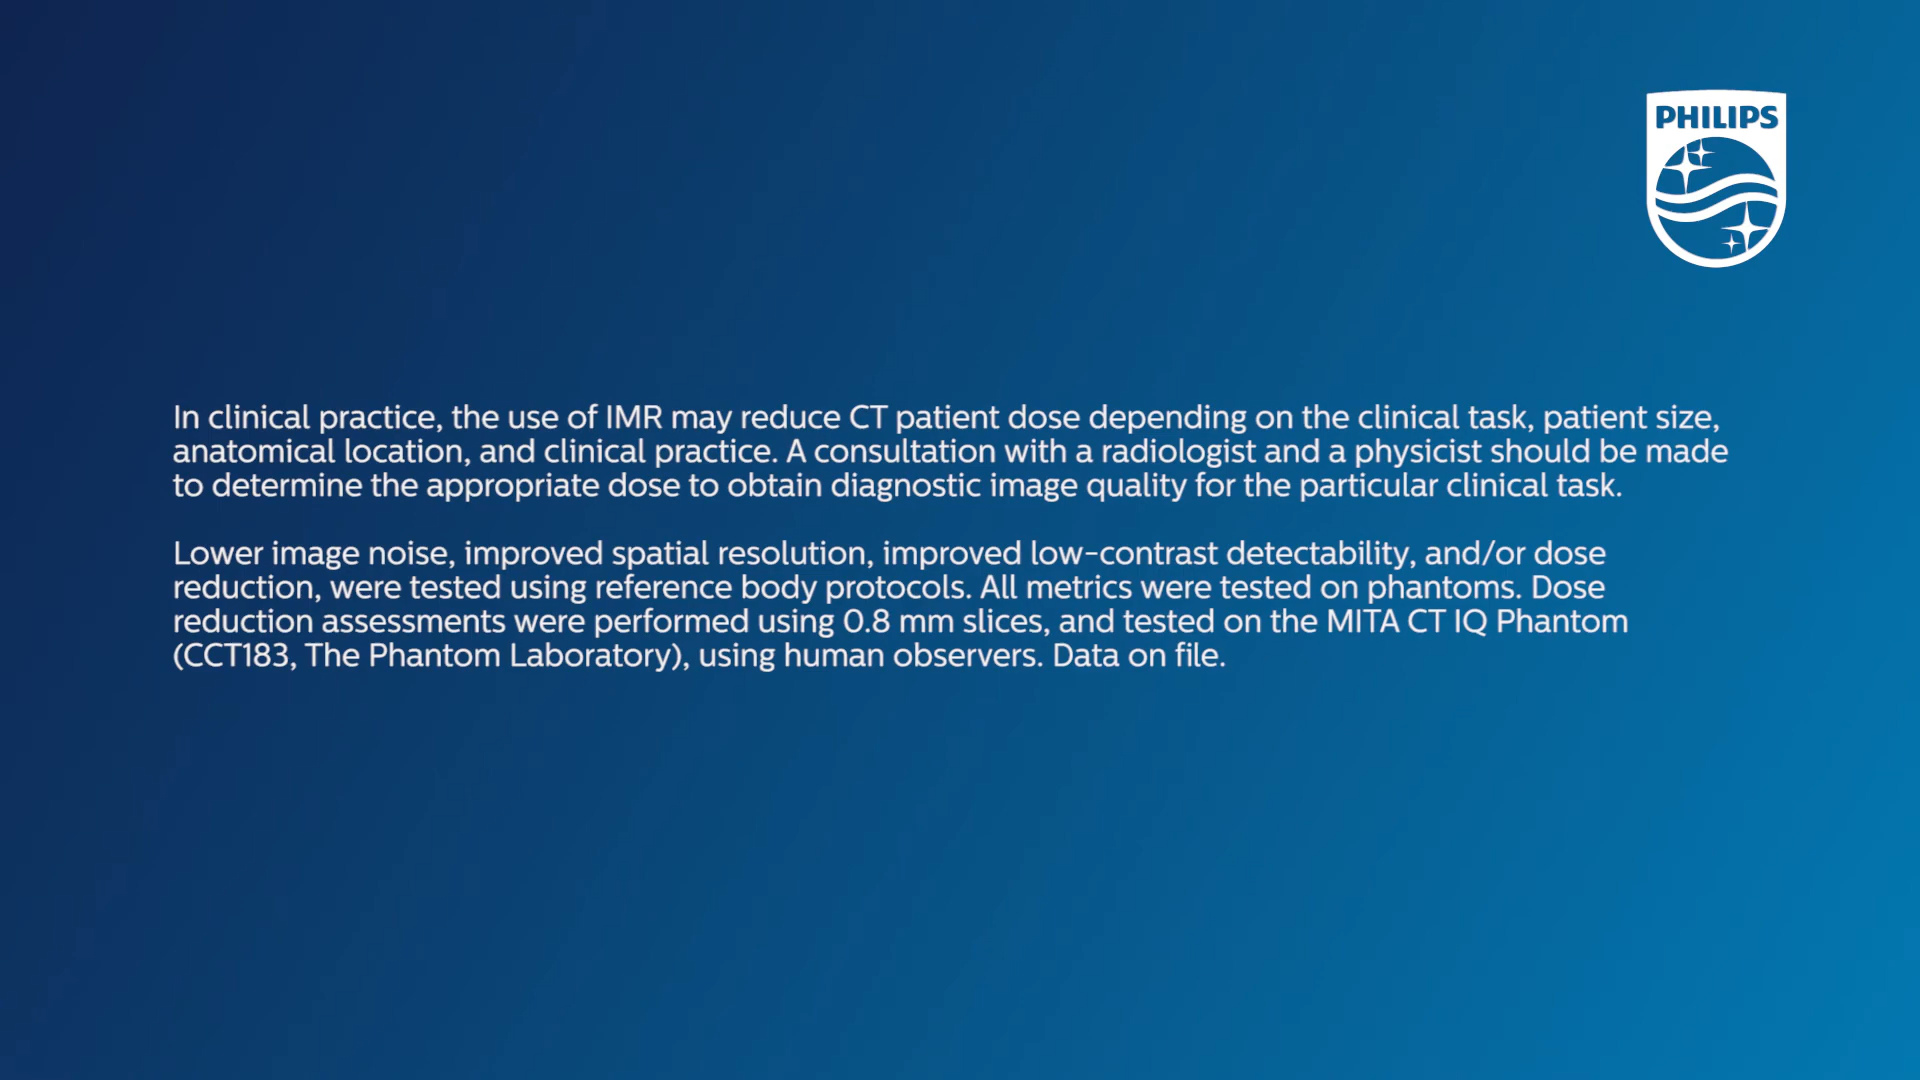 PHILIPS
In clinical practice, the use of IMR may reduce CT patient dose depending on the clinical task, patient size,
anatomical location, and clinical practice. A consultation with a radiologist and a physicist should be made
to determine the appropriate dose to obtain diagnostic image quality for the particular clinical task.
Lower image noise, improved spatial resolution, improved low-contrast detectability, and/or dose
reduction, were tested using reference body protocols. All metrics were tested on phantoms. Dose
reduction assessments were performed using 0.8 mm slices, and tested on the MITA CT IQ Phantom
(CCT183, The Phantom Laboratory), using human observers. Data on file.